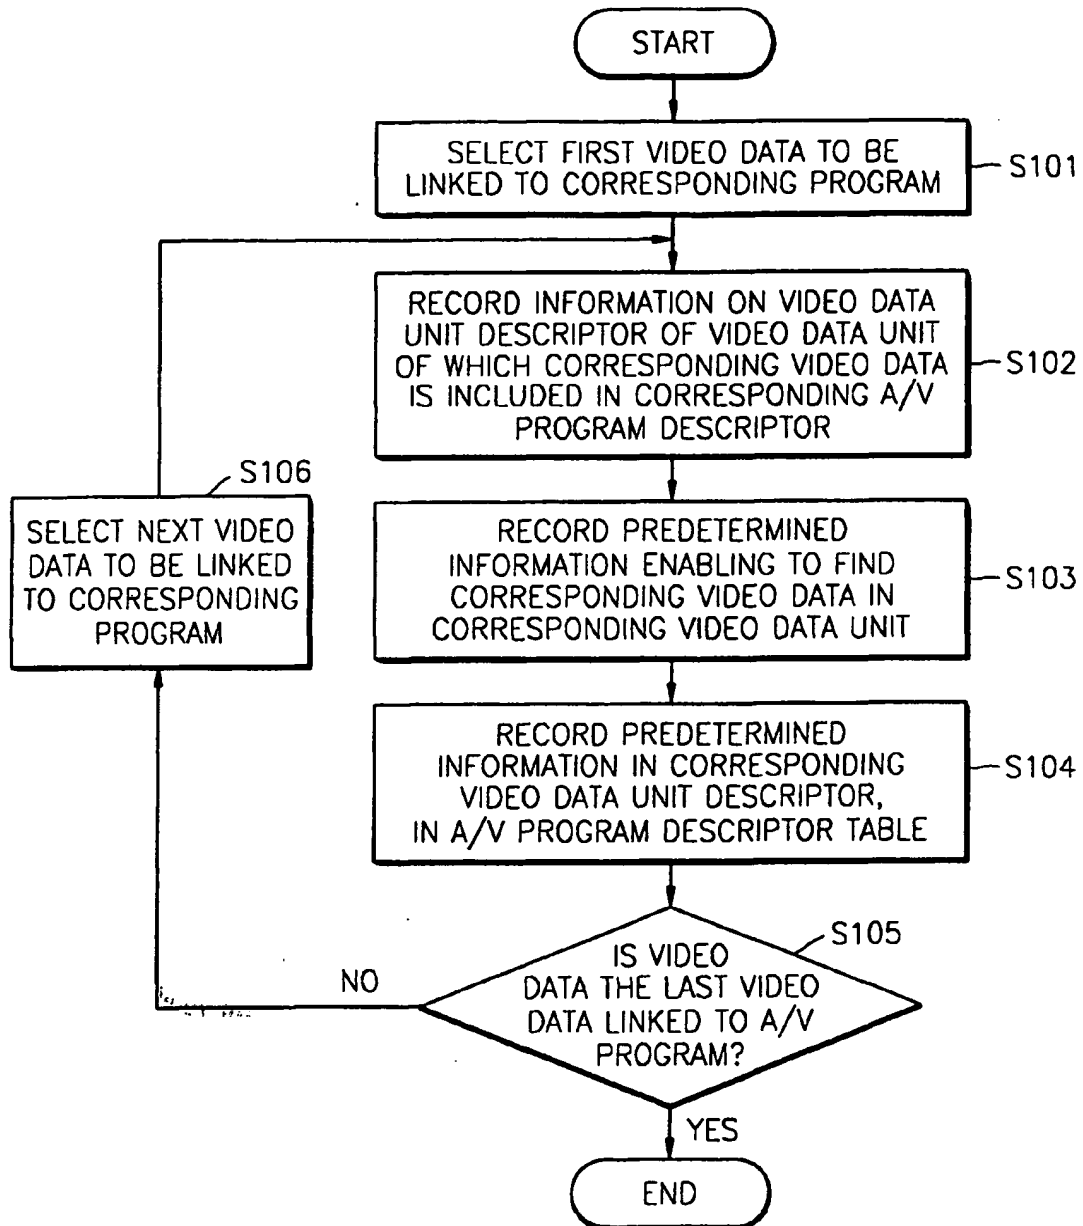 START
SELECT FIRST VIDEO DATA TO BE
LINKED TO CORRESPONDING PROGRAM
S101
RECORD INFORMATION ON VIDEO DATA
UNIT DESCRIPTOR OF VIDEO DATA UNIT
OF WHICH CORRESPONDING VIDEO DATA
IS INCLUDED IN CORRESPONDING A/V
PROGRAM DESCRIPTOR
S102
S106
SELECT NEXT VIDEO
DATA TO BE LINKED
TO CORRESPONDING
PROGRAM
RECORD PREDETERMINED
INFORMATION ENABLING TO FIND
CORRESPONDING VIDEO DATA IN
CORRESPONDING VIDEO DATA UNIT
S103
RECORD PREDETERMINED
INFORMATION IN CORRESPONDING
VIDEO DATA UNIT DESCRIPTOR,
IN A/V PROGRAM DESCRIPTOR TABLE
S104
S105
IS VIDEO
DATA THE LAST VIDEO
DATA LINKED TO A/V
PROGRAM?
NO
YES
END